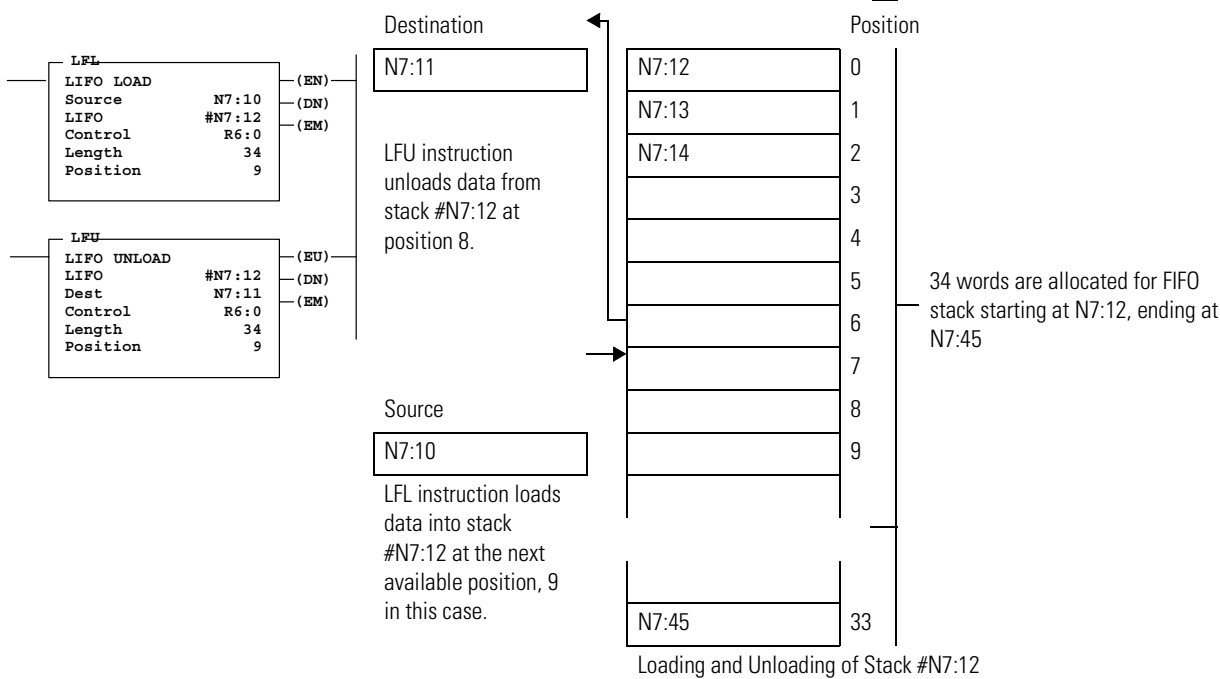 LFL
LIFO LOAD
Source N7:10
LIFO #N7:12
Control R6:0
Length 34
Position 9
(EN)
(DN)
(EM)
LFU
LIFO UNLOAD
LIFO #N7:12
Dest N7:11
Control R6:0
Length 34
Position 9
(EU)
(DN)
(EM)
Destination
N7:11
LFU instruction
unloads data from
stack #N7:12 at
position 8.
Source
N7:10
LFL instruction loads
data into stack
#N7:12 at the next
available position, 9
in this case.
Position
N7:12 0
N7:13 1
N7:14 2
3
4
5
6
7
8
9
N7:45 33
34 words are allocated for FIFO
stack starting at N7:12, ending at
N7:45
Loading and Unloading of Stack #N7:12